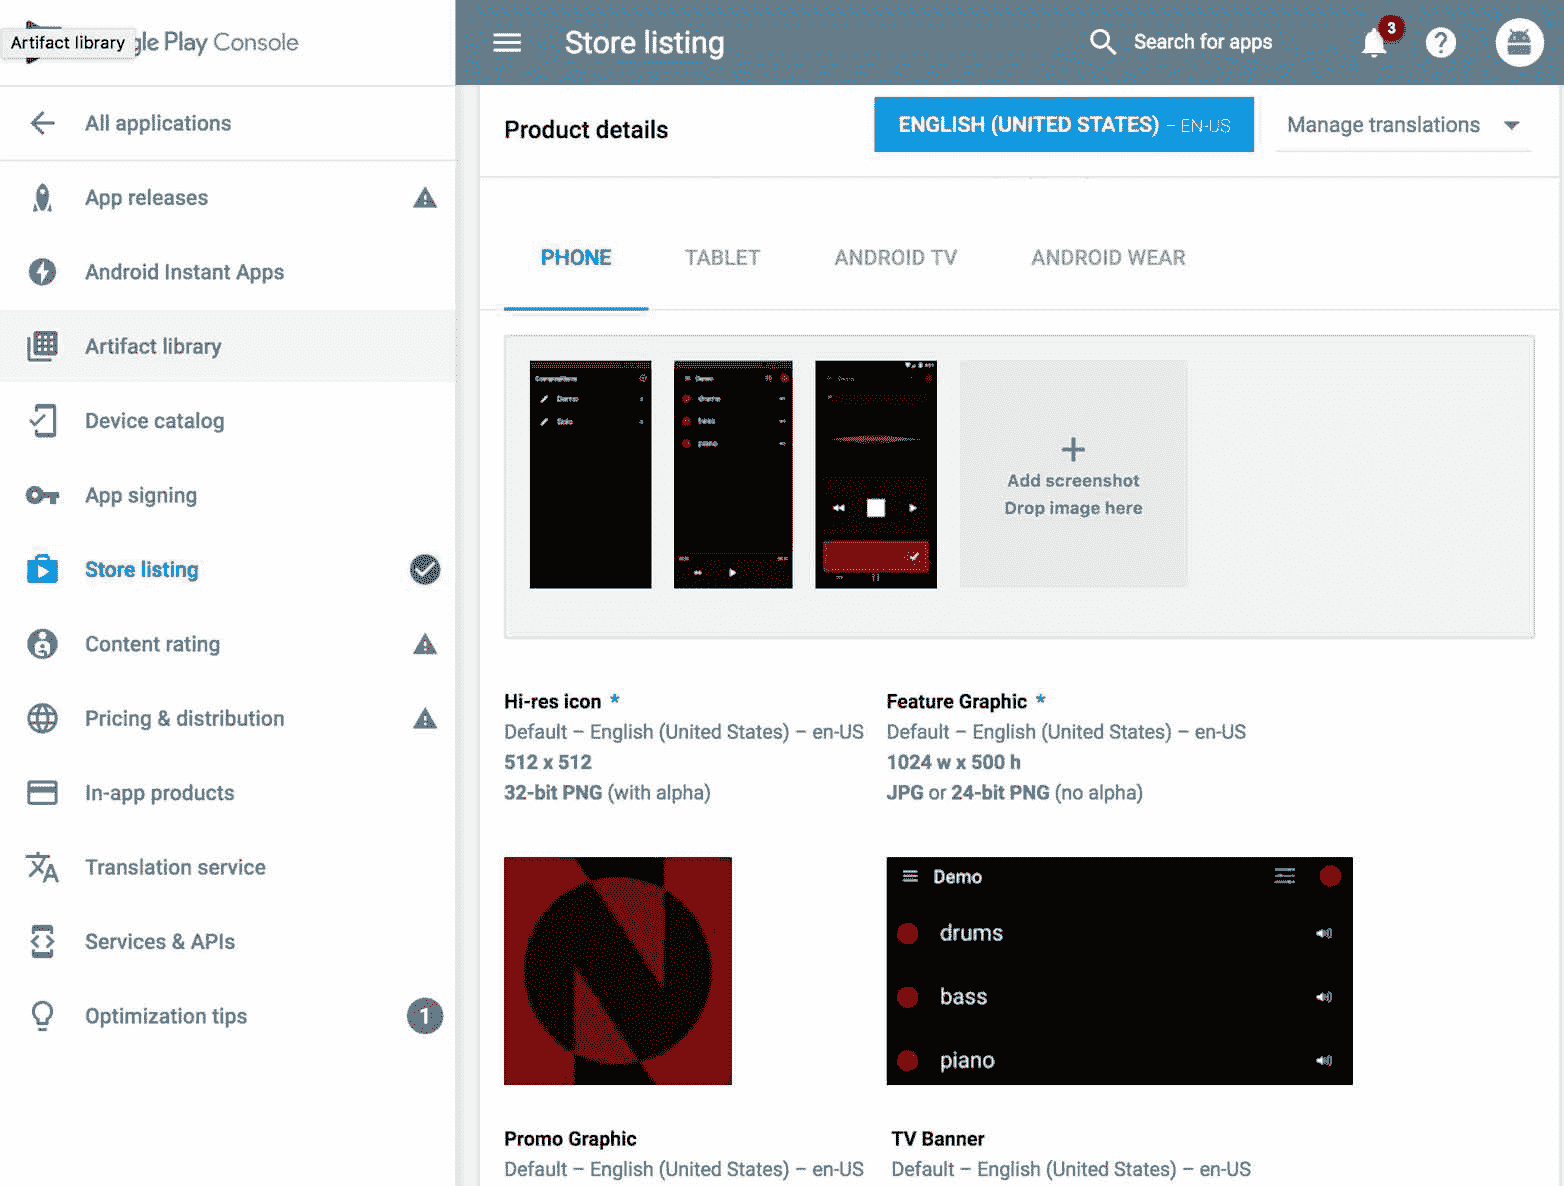 Artifact library
gle Play Console
Store listing
Search for apps
3
All applications
App releases
Android Instant Apps
Artifact library
Device catalog
App signing
Store listing
Content rating
Pricing & distribution
In-app products
Translation service
Services & APIs
Optimization tips
1
Product details
ENGLISH (UNITED STATES) – EN-US
Manage translations
PHONE
TABLET
ANDROID TV
ANDROID WEAR
Demo
Demo
drums
bass
piano
Add screenshot
Drop image here
Hi-res icon *
Default – English (United States) – en-US
512 x 512
32-bit PNG (with alpha)
Feature Graphic *
Default – English (United States) – en-US
1024 w x 500 h
JPG or 24-bit PNG (no alpha)
Demo
drums
bass
piano
Promo Graphic
Default – English (United States) – en-US
TV Banner
Default – English (United States) – en-US